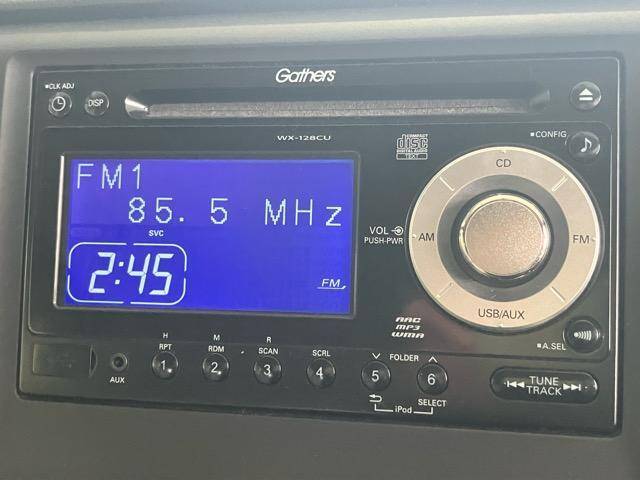 Gathers
■CLK ADJ
DISP
WX-128CU
COMPACT
disc
DIGITAL AUDIO
TEXT
■CONFIG
FM1
85.5 MHz
SVC
2:45
FM
VOL
PUSH-PWR
CD
AM
FM
USB/AUX
AAC
MP3
WMA
■A.SEL
AUX
H
RPT
1
M
RDM
2
R
SCAN
3
SCRL
4
FOLDER
5
6
iPod
SELECT
TUNE
TRACK